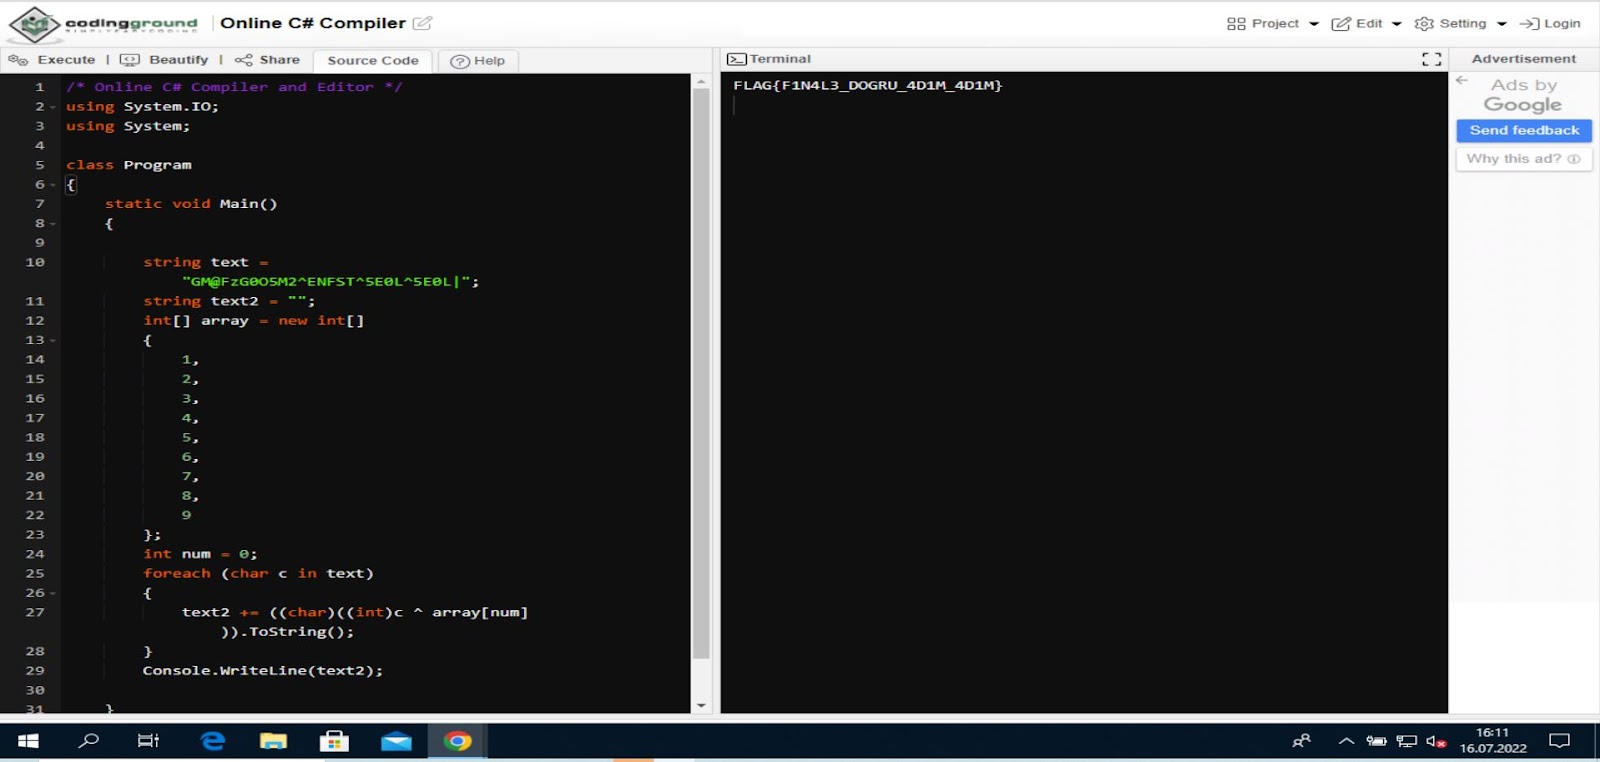 codingground
SIMPLYEASYCODING
Online C# Compiler
Project
Edit
Setting
Login
Execute | Beautify | Share Source Code Help
Terminal
Advertisement
1 /* Online C# Compiler and Editor */
2 using System.IO;
3 using System;
4
5 class Program
6 {
7 static void Main()
8 {
9
10 string text =
"GM@FzG0O5M2^ENFST^5E0L^5E0L|";
11 string text2 = "";
12 int[] array = new int[]
13 {
14 1,
15 2,
16 3,
17 4,
18 5,
19 6,
20 7,
21 8,
22 9
23 };
24 int num = 0;
25 foreach (char c in text)
26 {
27 text2 += ((char)((int)c ^ array[num]
)).ToString();
28 }
29 Console.WriteLine(text2);
30
31 }
FLAG{F1N4L3_DOGRU_4D1M_4D1M}
Ads by
Google
Send feedback
Why this ad?
16:11
16.07.2022